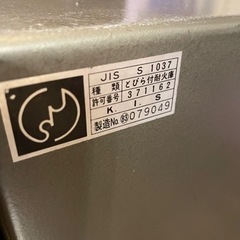 JIS S 1037
種類 とびら付耐火庫
許可番号 371162
K. I. S
製造No. 079049